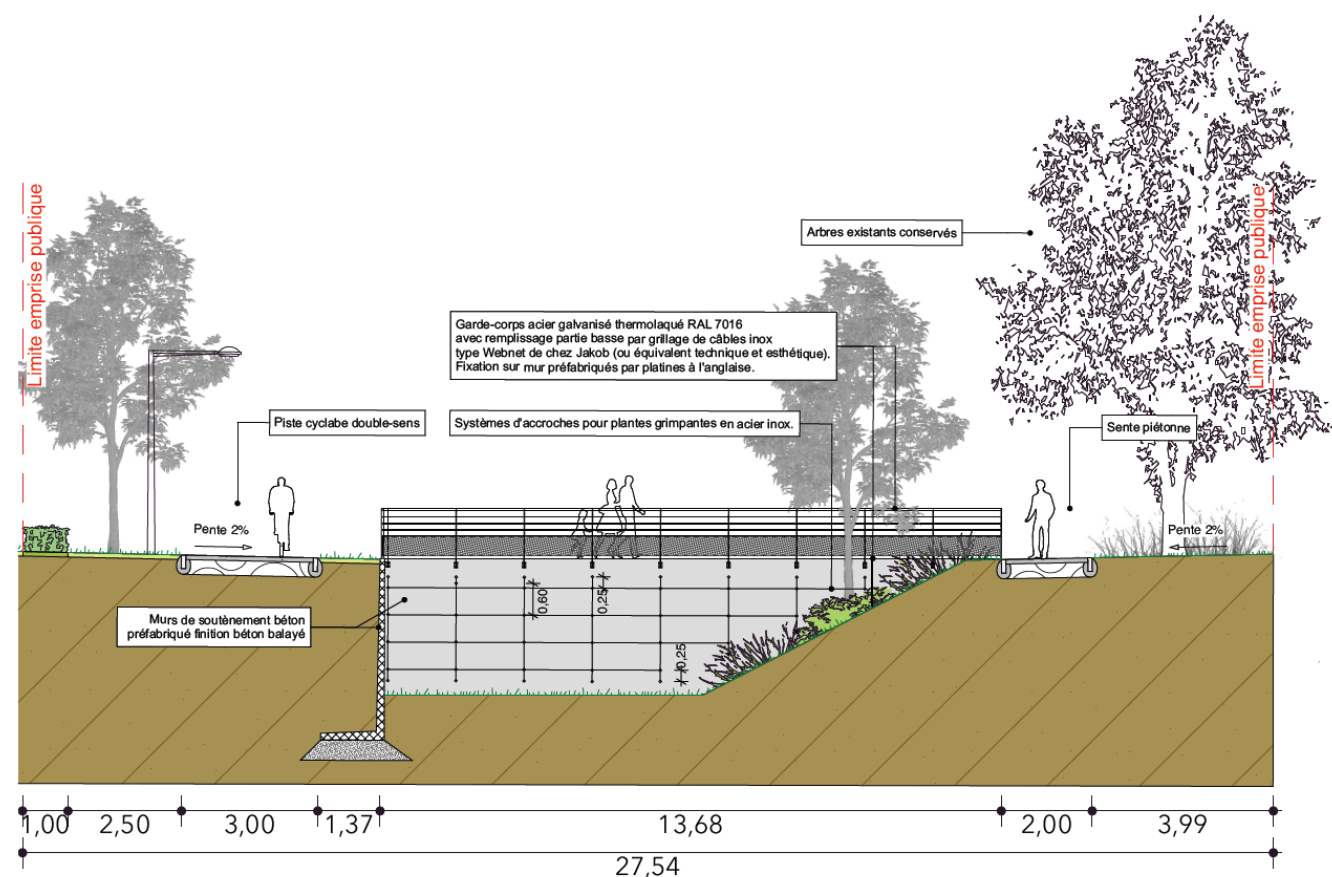 Limite emprise publique
Limite emprise publique
Arbres existants conservés
Garde-corps acier galvanisé thermolaqué RAL 7016
avec remplissage partie basse par grillage de câbles inox
type Webnet de chez Jakob (ou équivalent technique et esthétique).
Fixation sur mur préfabriqués par platines à l'anglaise.
Piste cyclabe double-sens
Systèmes d'accroches pour plantes grimpantes en acier inox.
Sente piétonne
Pente 2%
Pente 2%
0,60
0,25
Murs de soutènement béton
préfabriqué finition béton balayé
0,25
1,00 2,50 3,00 1,37 13,68 2,00 3,99
27,54